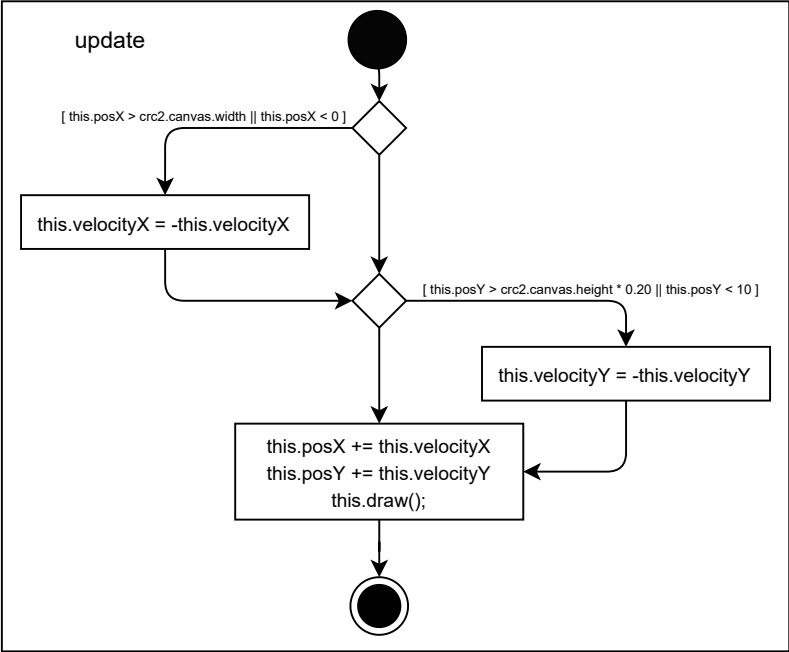 update
[ this.posX > crc2.canvas.width || this.posX < 0 ]
this.velocityX = -this.velocityX
[ this.posY > crc2.canvas.height * 0.20 || this.posY < 10 ]
this.velocityY = -this.velocityY
this.posX += this.velocityX
this.posY += this.velocityY
this.draw();